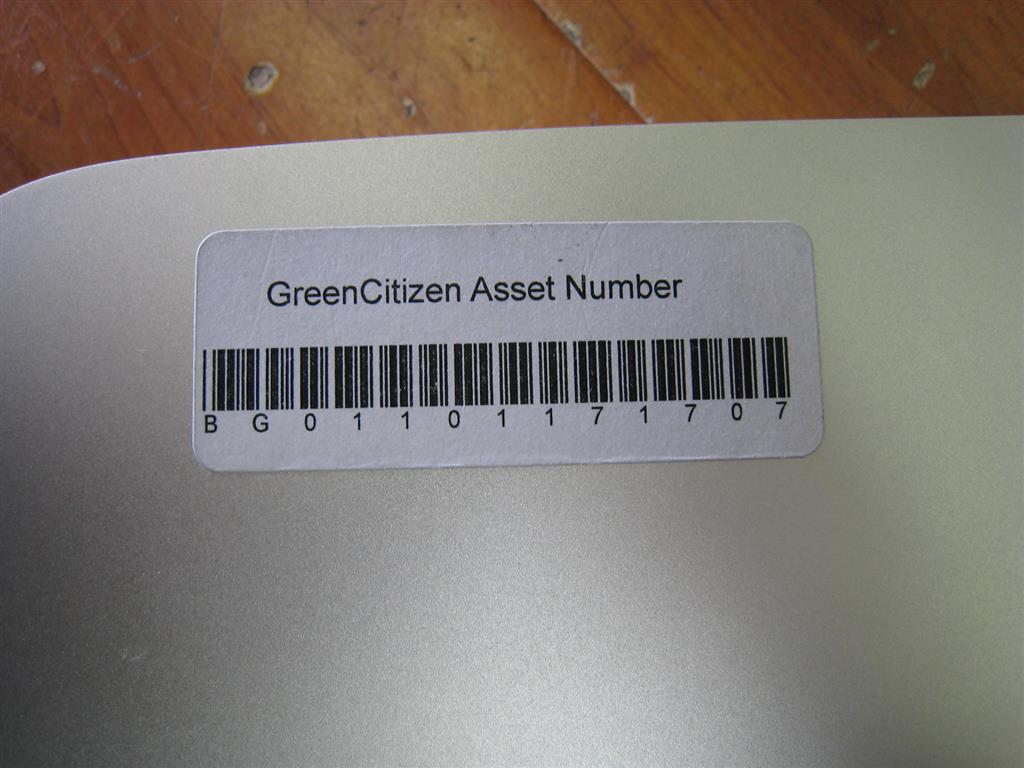 GreenCitizen Asset Number
B G 0 1 1 0 1 1 7 1 7 0 7